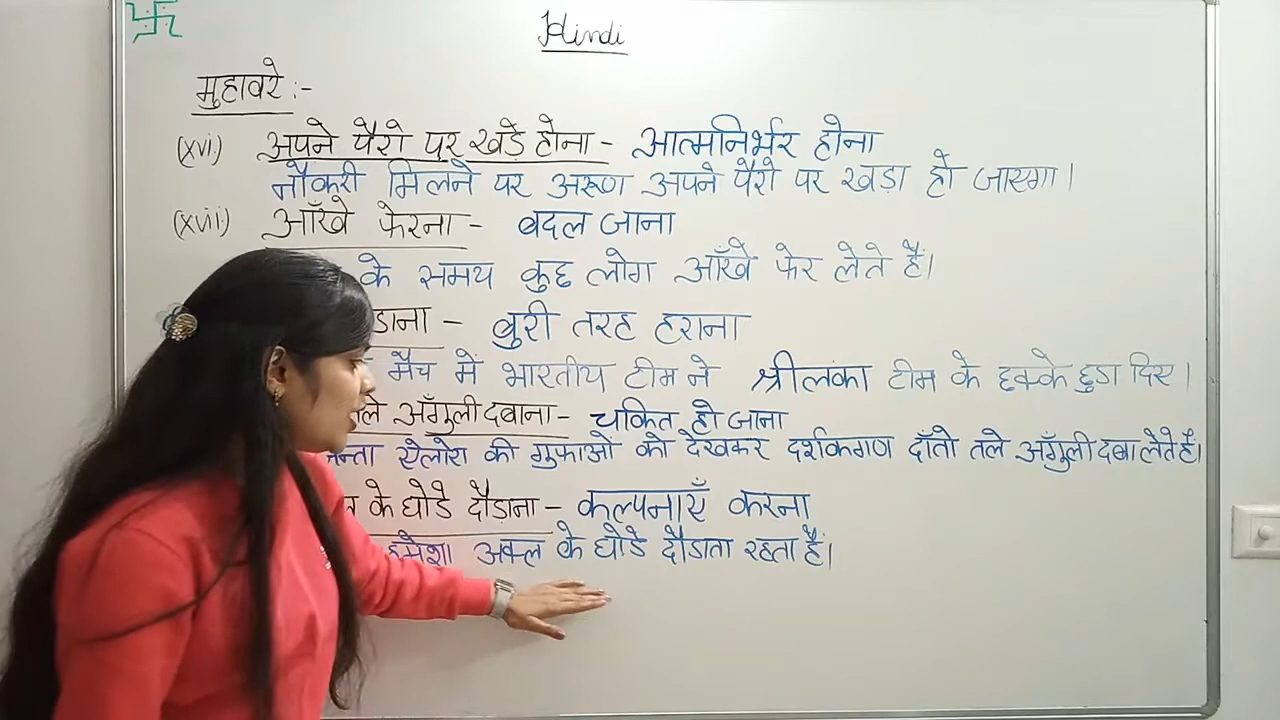 Hindi
मुहावरे :-
(xvi) अपने पैरो पर खड़े होना - आत्मनिर्भर होना
नौकरी मिलने पर अरूण अपने पैरो पर खड़ा हो जाएगा।
(xvii) आँखे फेरना - बदल जाना
के समय कुछ लोग आँखे फेर लेते हैं।
डाना - बुरी तरह हराना
मैच में भारतीय टीम ने श्रीलंका टीम के छक्के छुड़ा दिए।
तले अँगुली दबाना - चकित हो जाना
जन्ता ऐलोरा की गुफाओं को देखकर दर्शकगण दाँतो तले अँगुली दबा लेते हैं।
ल के घोडे दौड़ाना - कल्पनाएँ करना
हमेशा अक्ल के घोडे दौडाता रहता हैं।